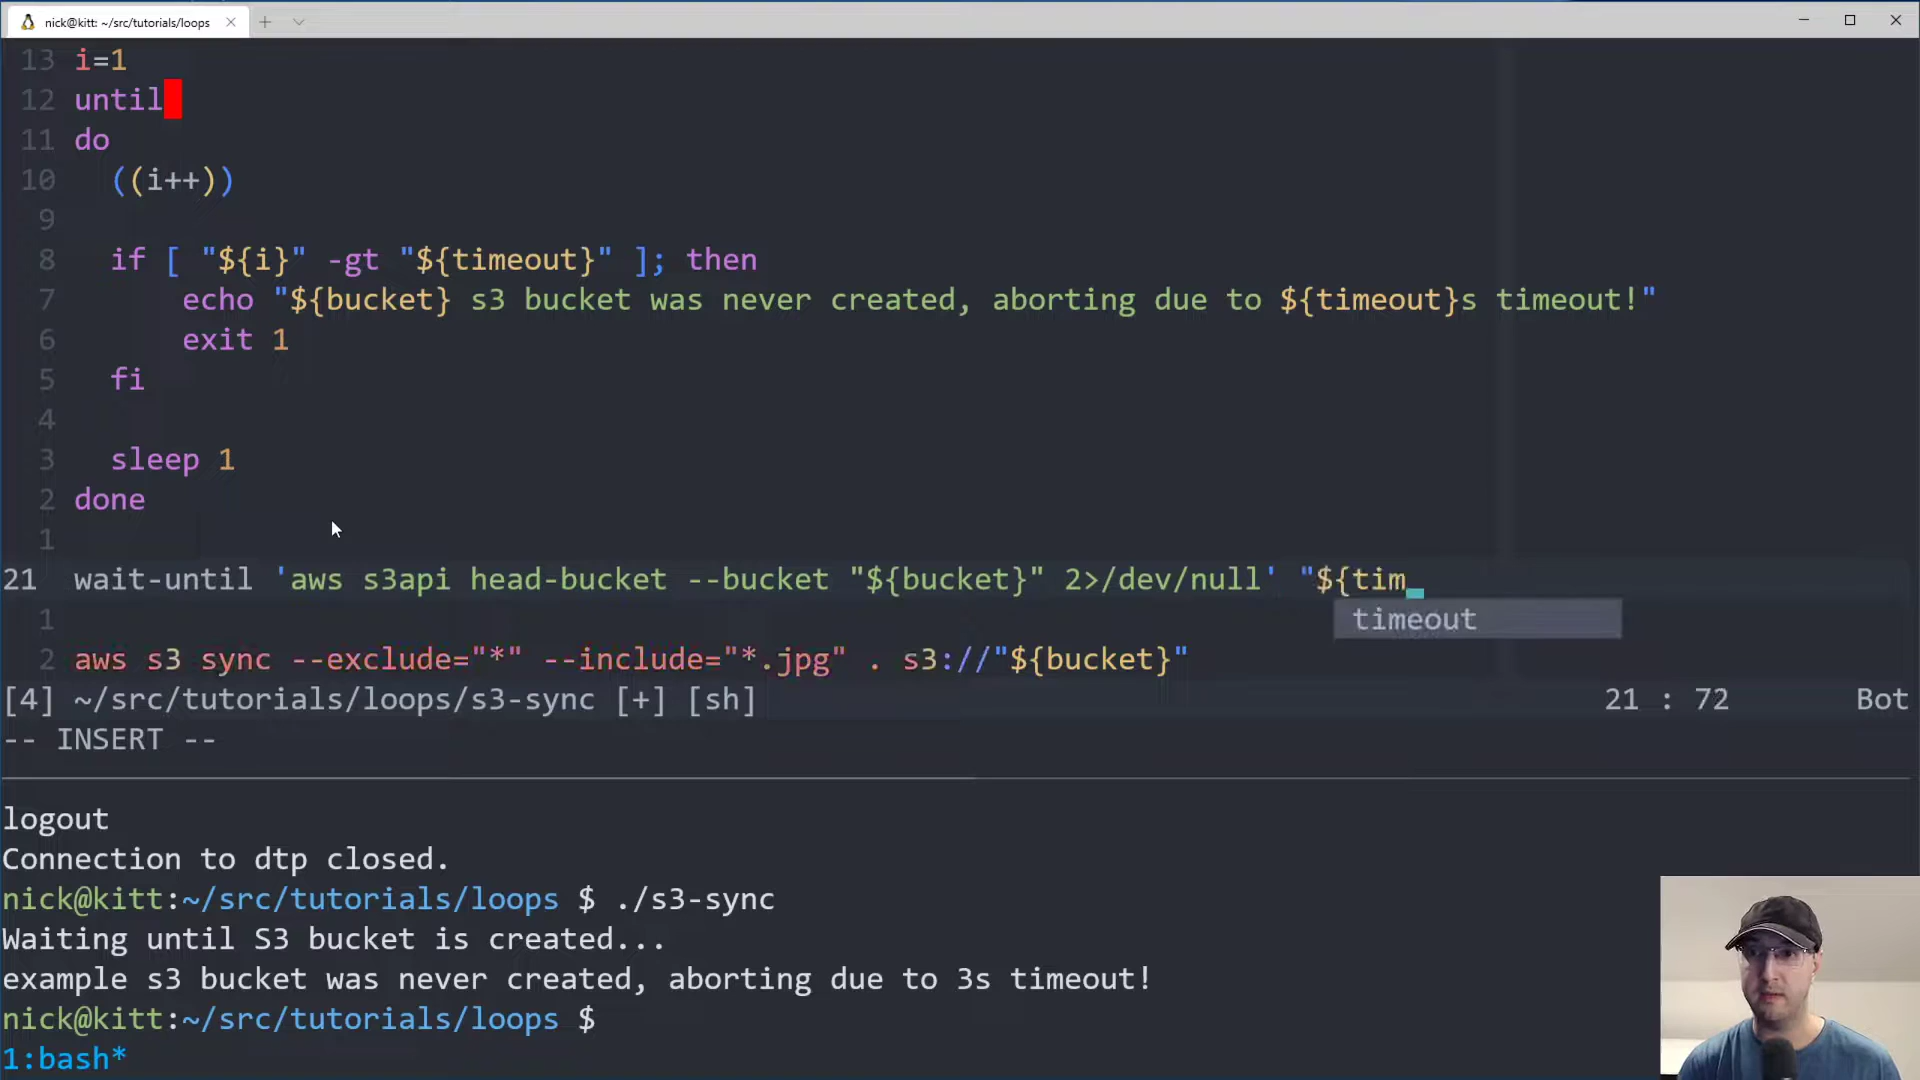 nick@kitt: ~/src/tutorials/loops
13 i=1
12 until
11 do
10   ((i++))
9
8   if [ "${i}" -gt "${timeout}" ]; then
7       echo "${bucket} s3 bucket was never created, aborting due to ${timeout}s timeout!"
6       exit 1
5   fi
4
3   sleep 1
2 done
1
21 wait-until 'aws s3api head-bucket --bucket "${bucket}" 2>/dev/null' "${tim
1 timeout
2 aws s3 sync --exclude="*" --include="*.jpg" . s3://"${bucket}"
[4] ~/src/tutorials/loops/s3-sync [+] [sh] 21 : 72 Bot
-- INSERT --
logout
Connection to dtp closed.
nick@kitt:~/src/tutorials/loops $ ./s3-sync
Waiting until S3 bucket is created...
example s3 bucket was never created, aborting due to 3s timeout!
nick@kitt:~/src/tutorials/loops $
1:bash*